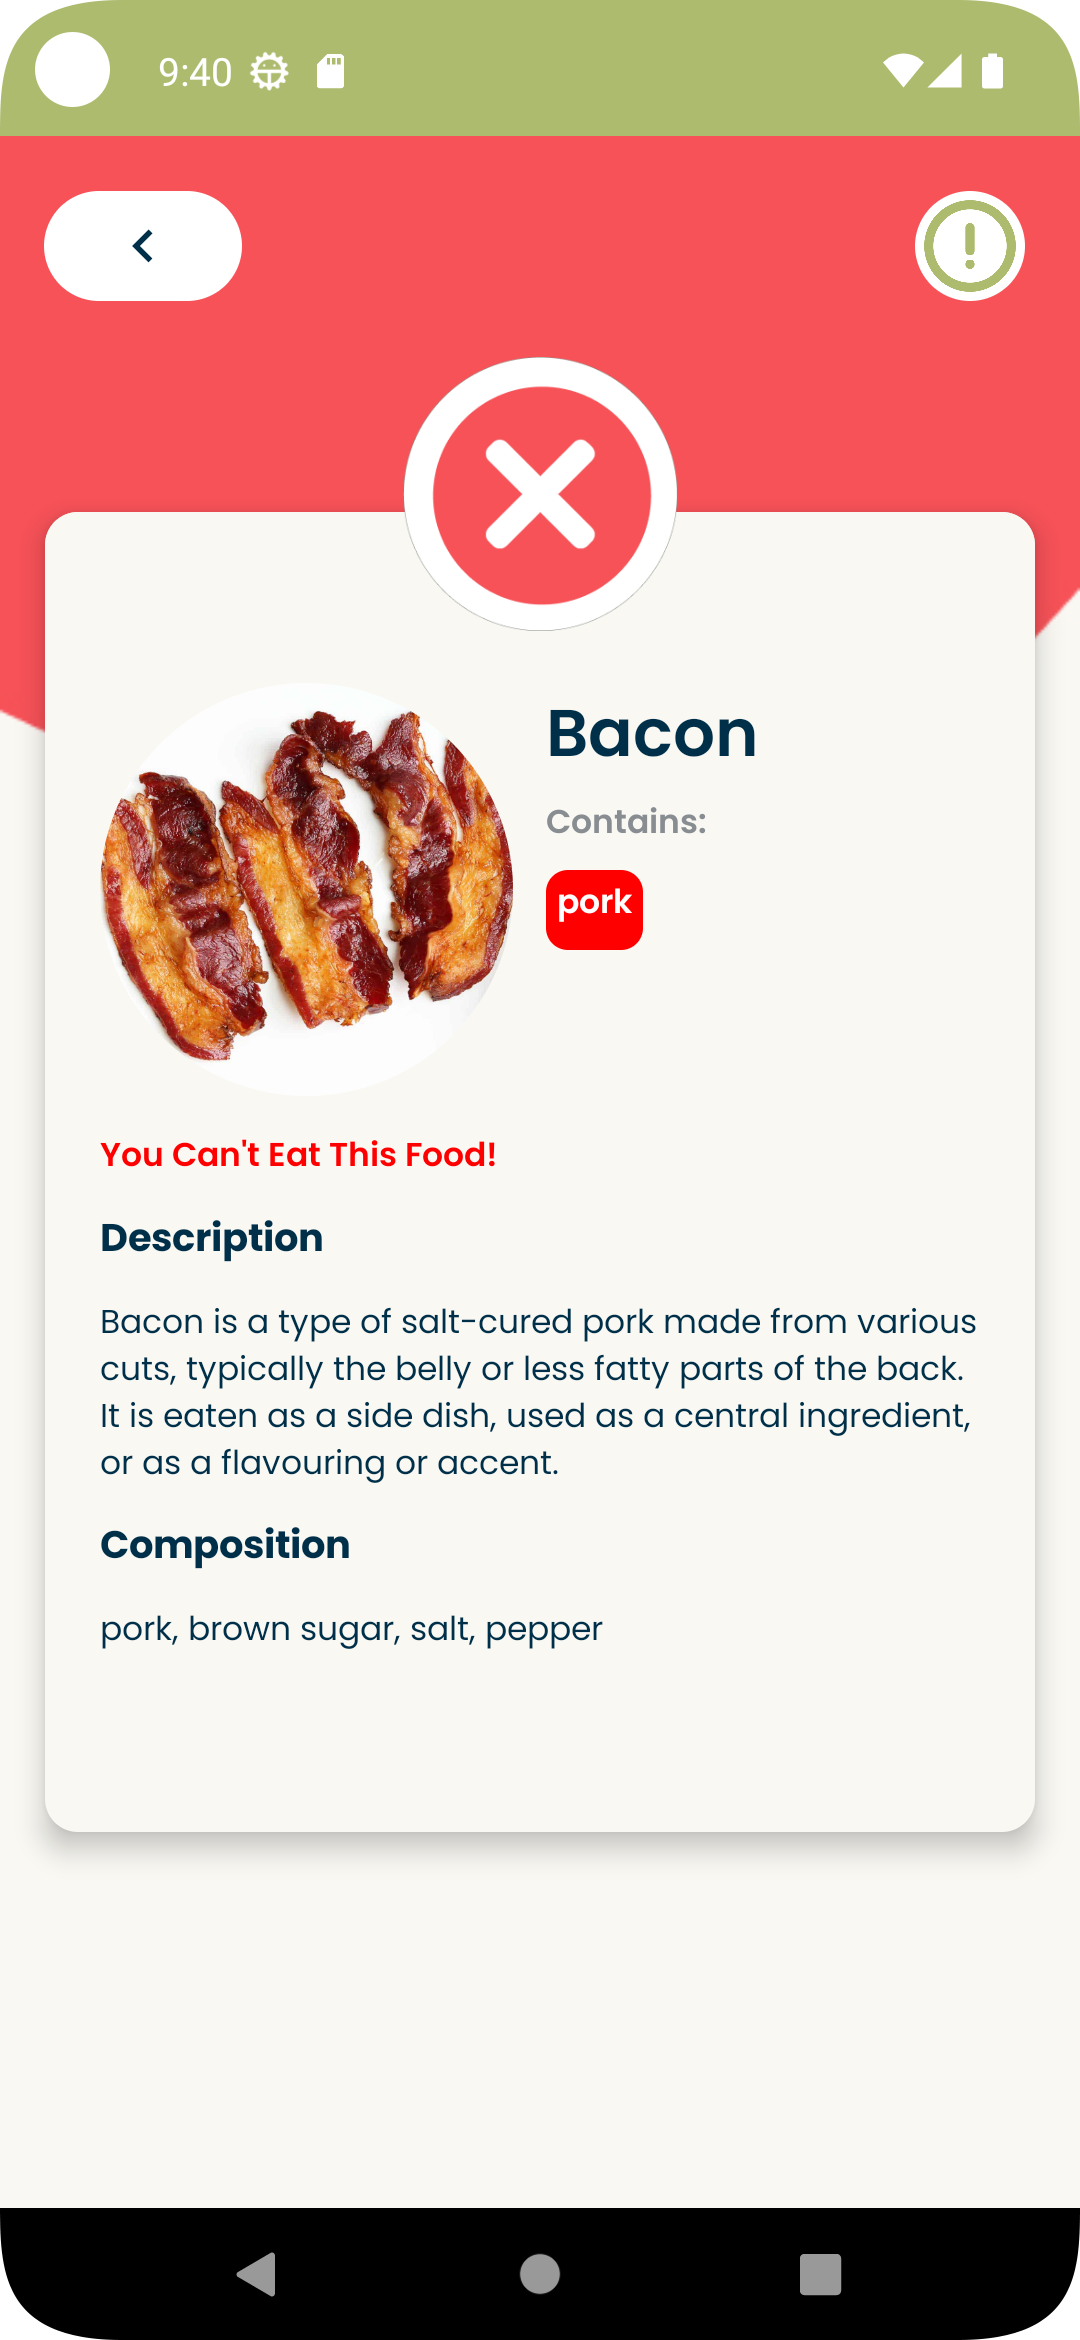 9:40
Bacon
Contains:
pork
You Can't Eat This Food!
Description
Bacon is a type of salt-cured pork made from various
cuts, typically the belly or less fatty parts of the back.
It is eaten as a side dish, used as a central ingredient,
or as a flavouring or accent.
Composition
pork, brown sugar, salt, pepper